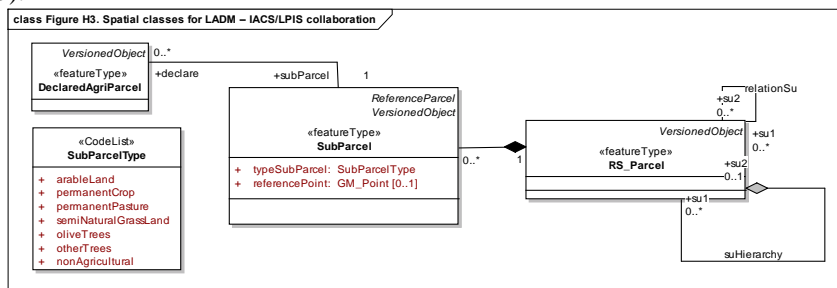 class Figure H3. Spatial classes for LADM – IACS/LPIS collaboration
VersionedObject
«featureType»
DeclaredAgriParcel
0..*
+declare
+subParcel
1
ReferenceParcel
VersionedObject
«featureType»
SubParcel
+ typeSubParcel: SubParcelType
+ referencePoint: GM_Point [0..1]
0..*
1
VersionedObject
«featureType»
RS_Parcel
+su2
0..*
relationSu
+su1
0..*
+su2
0..1
+su1
0..*
suHierarchy
«CodeList»
SubParcelType
+ arableLand
+ permanentCrop
+ permanentPasture
+ semiNaturalGrassLand
+ oliveTrees
+ otherTrees
+ nonAgricultural